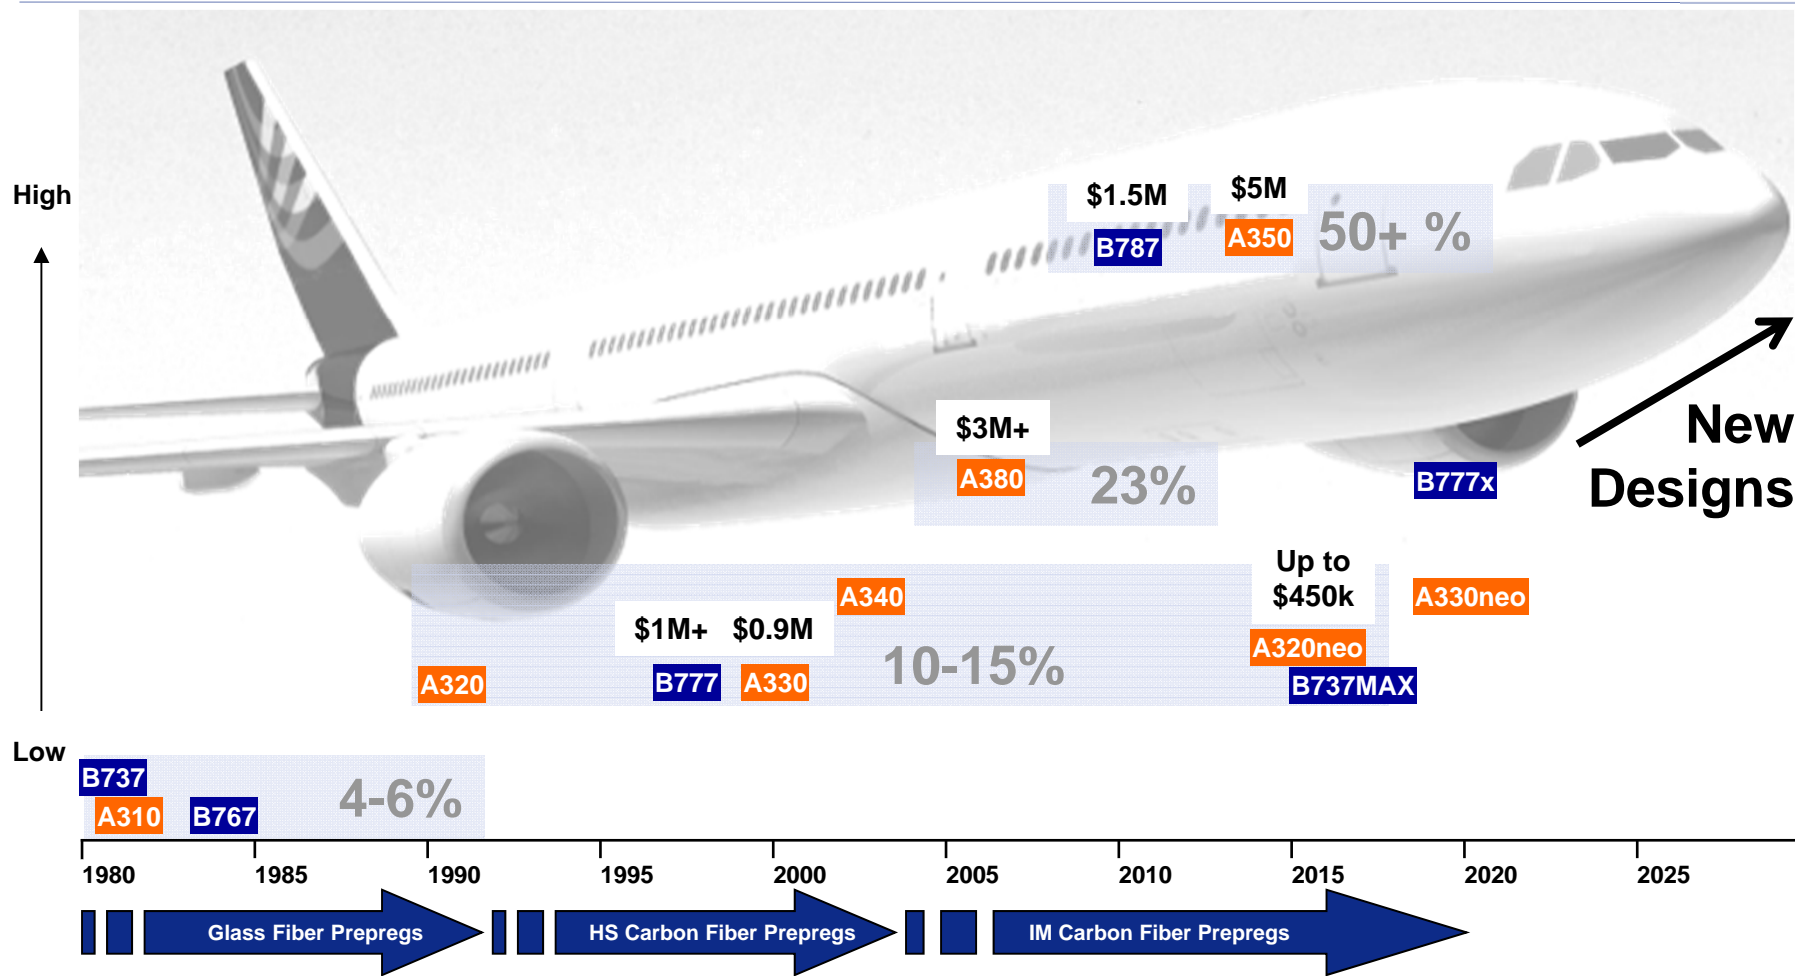 High
$1.5M
$5M
B787
A350
50+ %
$3M+
A380
23%
B777x
New
Designs
Up to
$450k
A340
A330neo
$1M+
$0.9M
A320neo
10-15%
A320
B777
A330
B737MAX
Low
B737
A310
B767
4-6%
1980
1985
1990
1995
2000
2005
2010
2015
2020
2025
Glass Fiber Prepregs
HS Carbon Fiber Prepregs
IM Carbon Fiber Prepregs